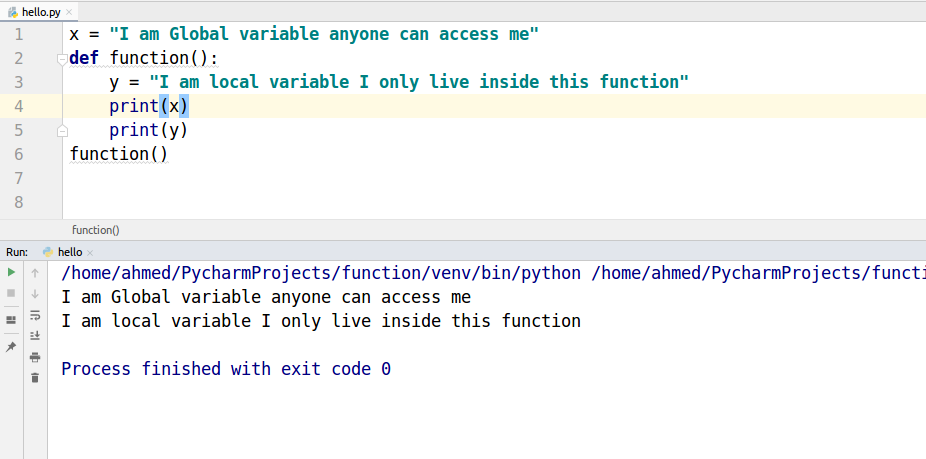 hello.py
1 x = "I am Global variable anyone can access me"
2 def function():
3     y = "I am local variable I only live inside this function"
4     print(x)
5     print(y)
6 function()
7
8
function()
Run: hello
/home/ahmed/PycharmProjects/function/venv/bin/python /home/ahmed/PycharmProjects/functi
I am Global variable anyone can access me
I am local variable I only live inside this function
Process finished with exit code 0